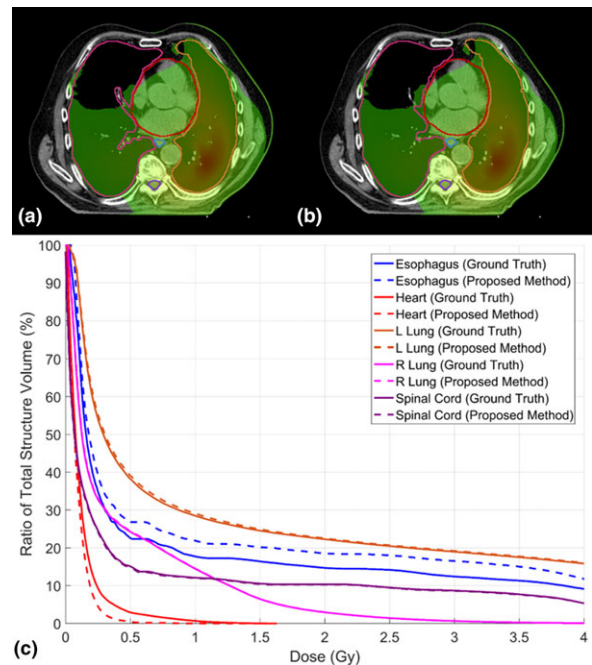 (a)
(b)
100
90
80
70
60
50
40
30
20
10
0
Ratio of Total Structure Volume (%)
Esophagus (Ground Truth)
Esophagus (Proposed Method)
Heart (Ground Truth)
Heart (Proposed Method)
L Lung (Ground Truth)
L Lung (Proposed Method)
R Lung (Ground Truth)
R Lung (Proposed Method)
Spinal Cord (Ground Truth)
Spinal Cord (Proposed Method)
0 0.5 1 1.5 2 2.5 3 3.5 4
Dose (Gy)
(c)